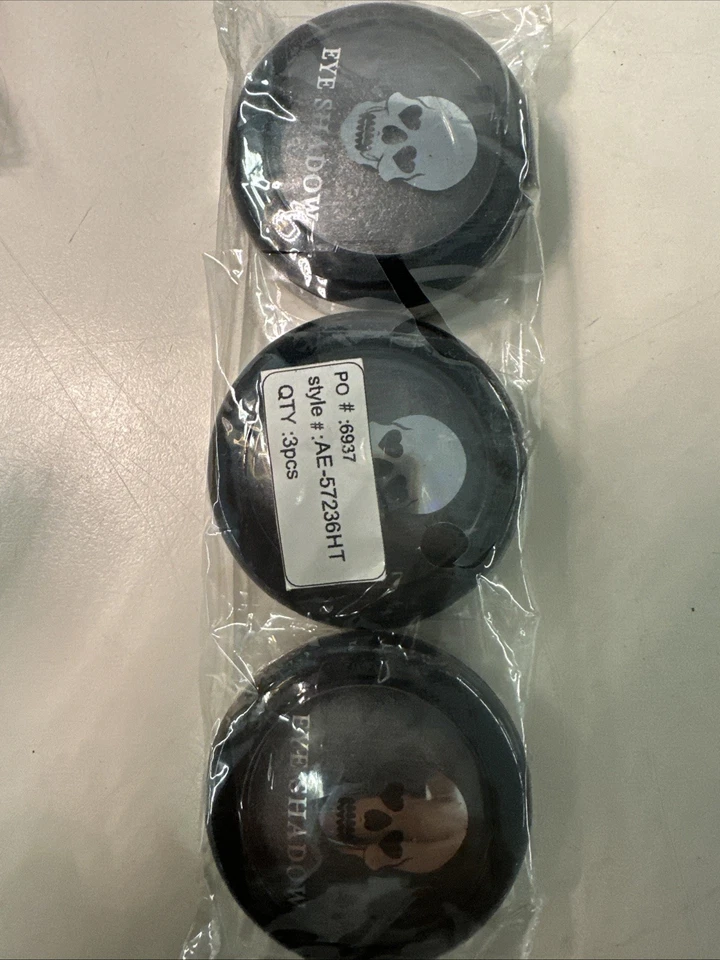 EYE SHADOW
PO # :6937
style # :AE-57236HT
QTY :3pcs
EYE SHADOW